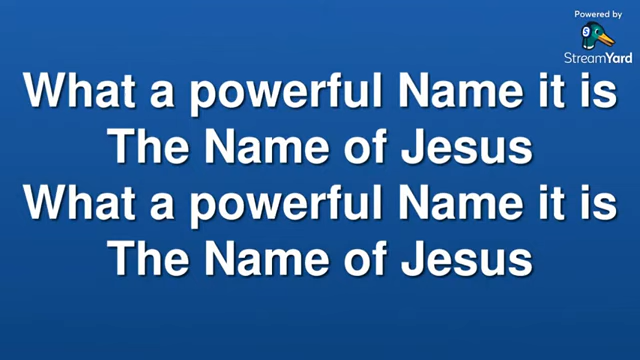 Powered by
StreamYard
What a powerful Name it is
The Name of Jesus
What a powerful Name it is
The Name of Jesus